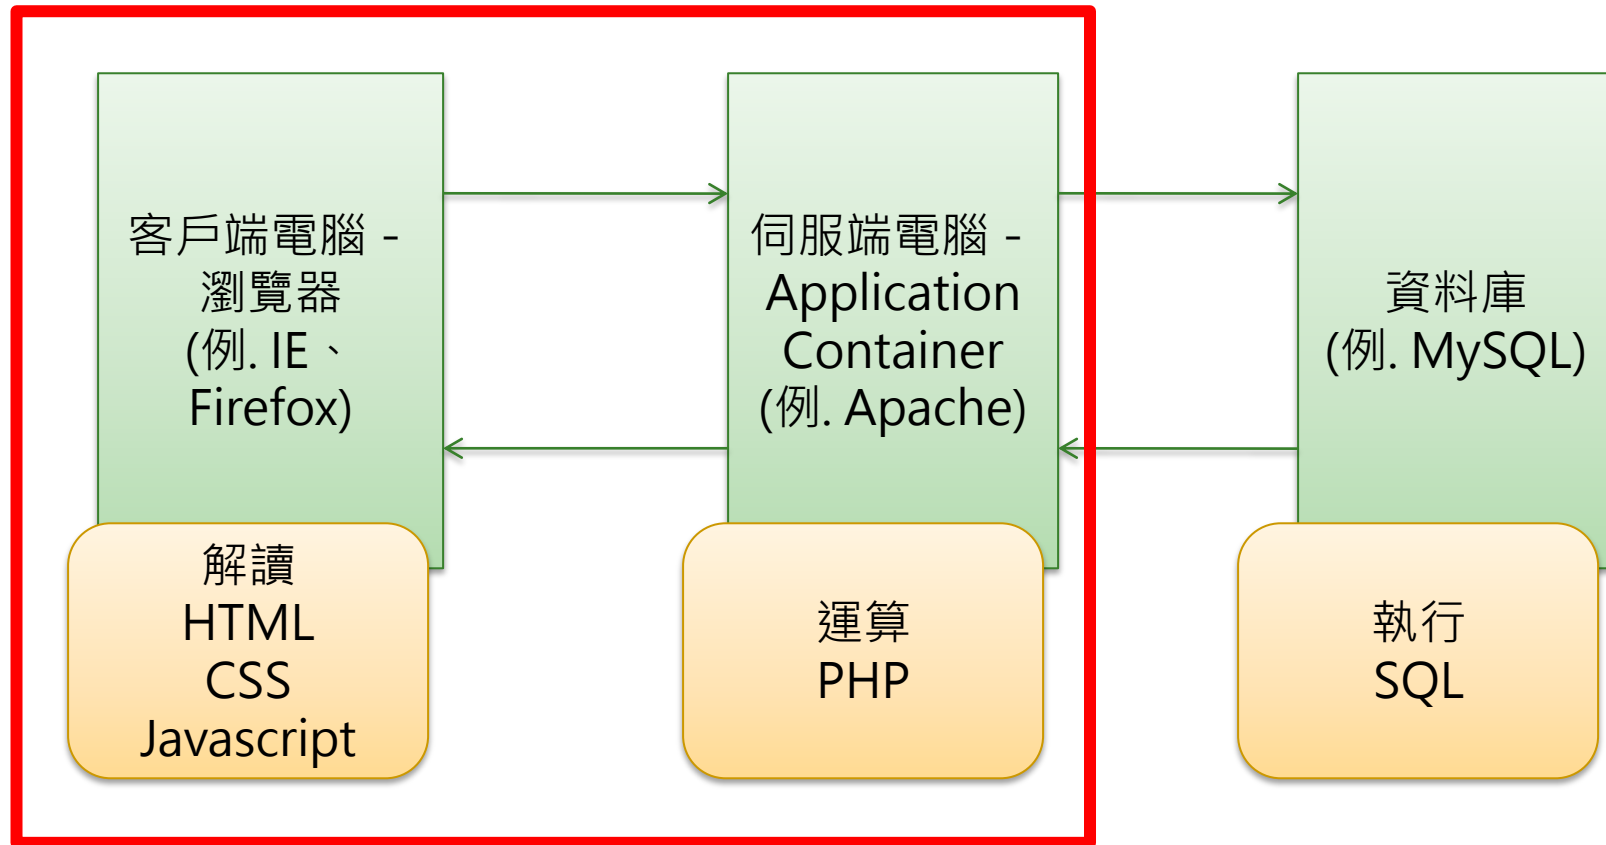 客戶端電腦 -
瀏覽器
(例. IE、
Firefox)
伺服端電腦 -
Application
Container
(例. Apache)
資料庫
(例. MySQL)
解讀
HTML
CSS
Javascript
運算
PHP
執行
SQL